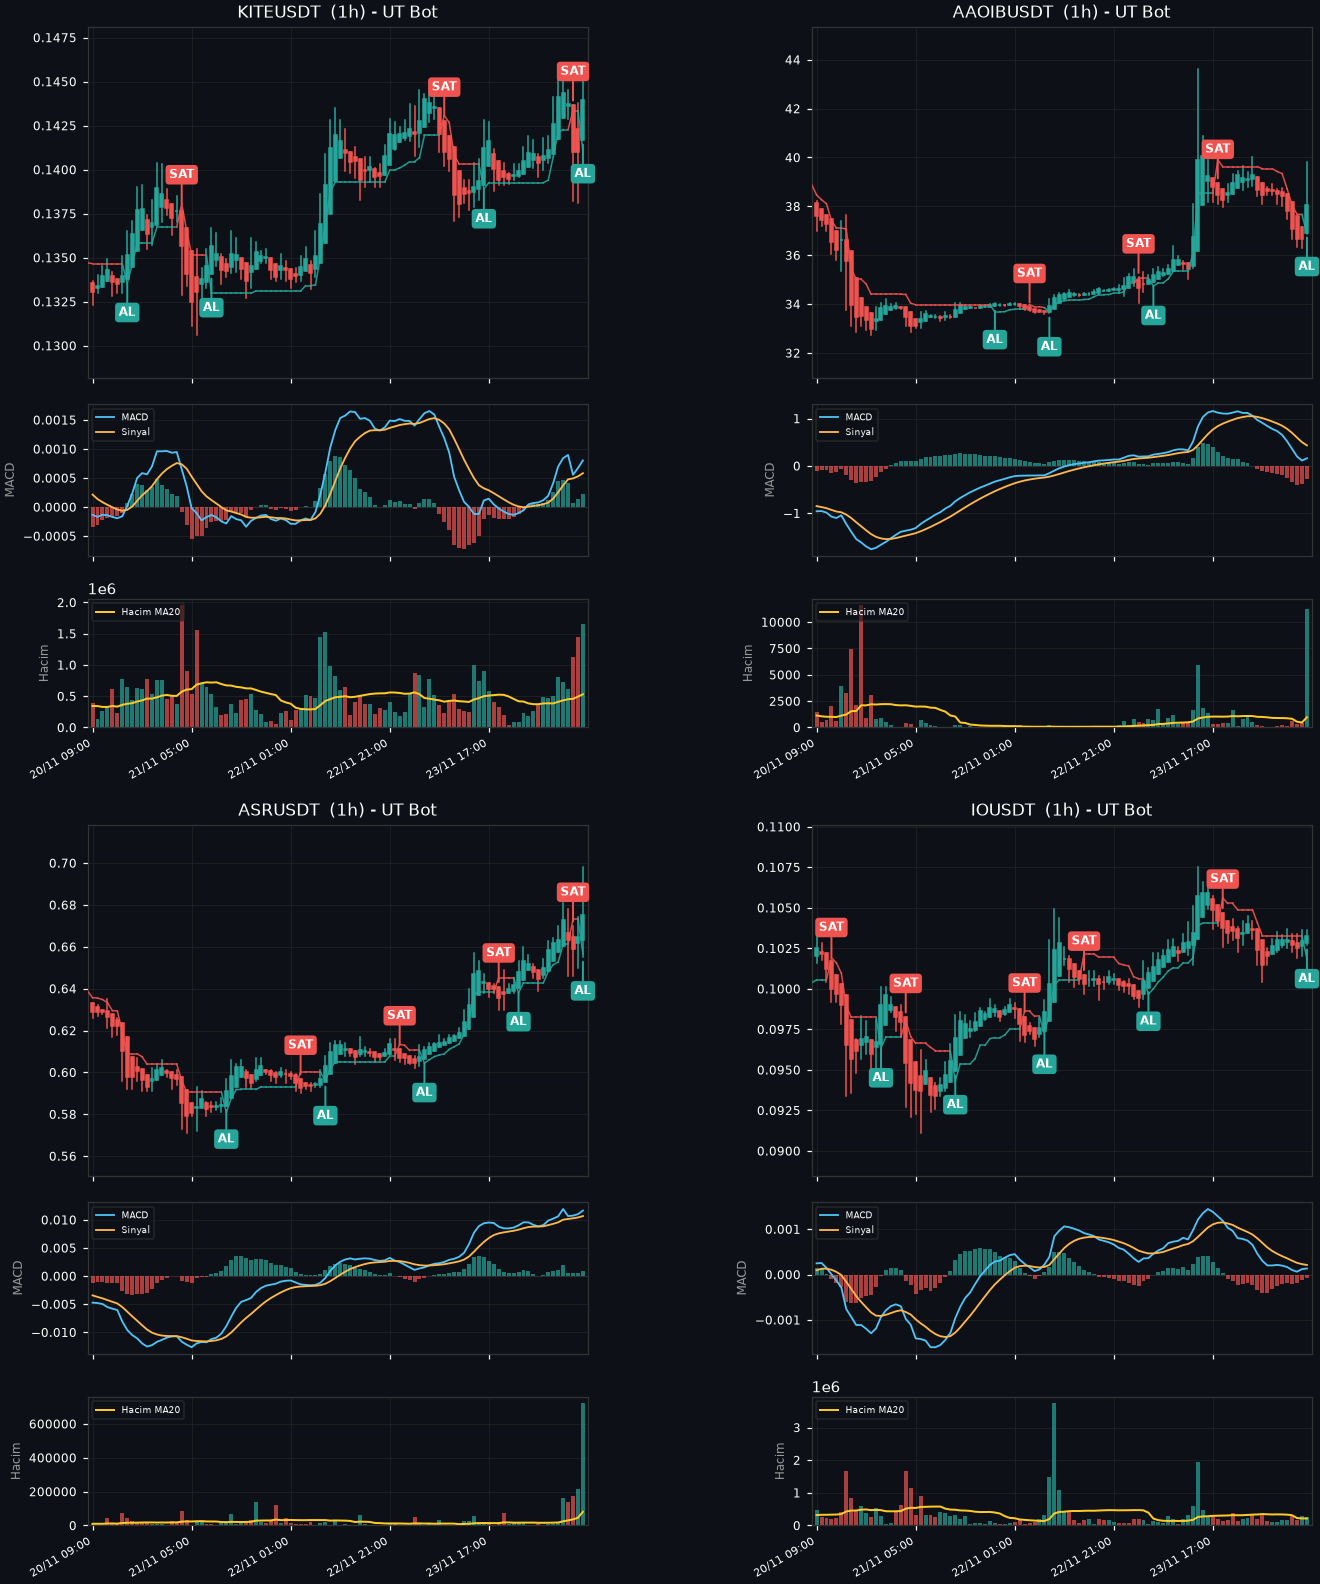 KITEUSDT  (1h) - UT Bot
0.1475
0.1450
0.1425
0.1400
0.1375
0.1350
0.1325
0.1300
SAT
SAT
SAT
AL
AL
AL
AL
MACD
0.0015
0.0010
0.0005
0.0000
−0.0005
MACD
Sinyal
1e6
Hacim
2.0
1.5
1.0
0.5
0.0
Hacim MA20
20/11 09:00
21/11 05:00
22/11 01:00
22/11 21:00
23/11 17:00
AAOIBUSDT  (1h) - UT Bot
44
42
40
38
36
34
32
SAT
SAT
SAT
AL
AL
AL
AL
MACD
1
0
−1
MACD
Sinyal
Hacim
10000
7500
5000
2500
0
Hacim MA20
20/11 09:00
21/11 05:00
22/11 01:00
22/11 21:00
23/11 17:00
ASRUSDT  (1h) - UT Bot
0.70
0.68
0.66
0.64
0.62
0.60
0.58
0.56
SAT
SAT
SAT
SAT
AL
AL
AL
AL
AL
MACD
0.010
0.005
0.000
−0.005
−0.010
MACD
Sinyal
Hacim
600000
400000
200000
0
Hacim MA20
20/11 09:00
21/11 05:00
22/11 01:00
22/11 21:00
23/11 17:00
IOUSDT  (1h) - UT Bot
0.1100
0.1075
0.1050
0.1025
0.1000
0.0975
0.0950
0.0925
0.0900
SAT
SAT
SAT
SAT
SAT
AL
AL
AL
AL
AL
MACD
0.001
0.000
−0.001
MACD
Sinyal
1e6
Hacim
3
2
1
0
Hacim MA20
20/11 09:00
21/11 05:00
22/11 01:00
22/11 21:00
23/11 17:00